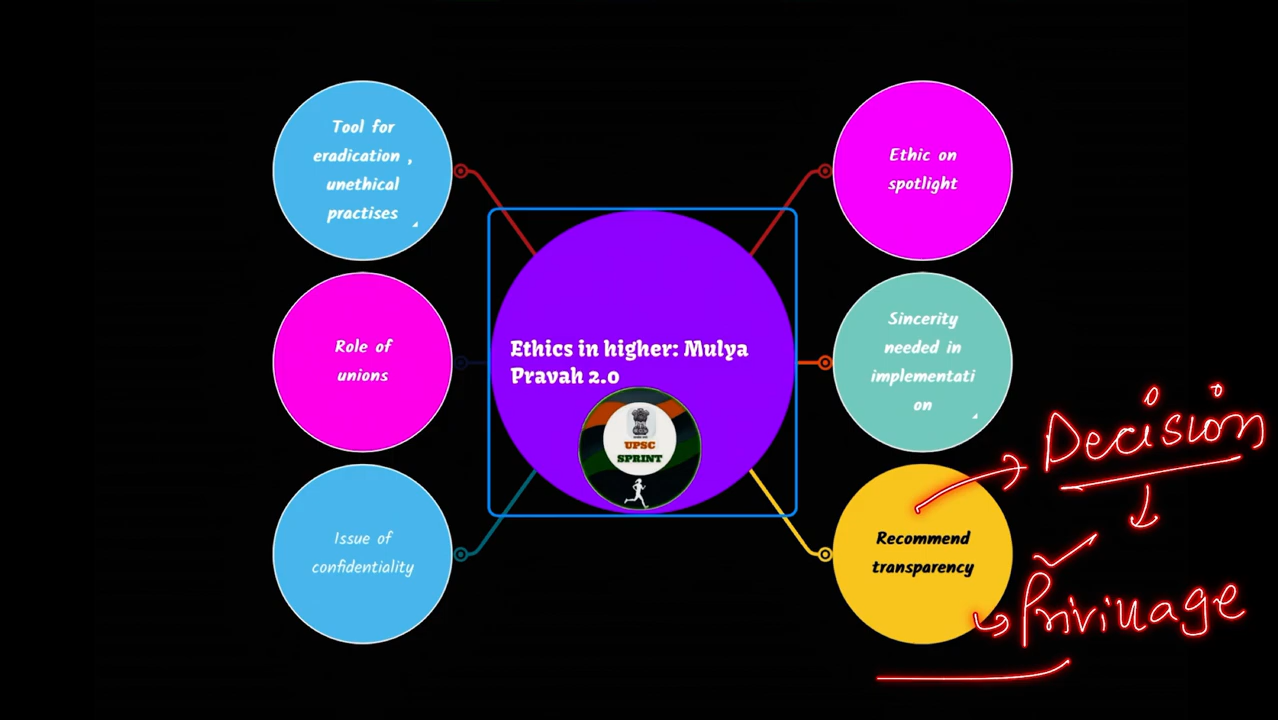 Tool for
eradication ,
unethical
practises
Ethic on
spotlight
Role of
unions
Ethics in higher: Mulya
Pravah 2.0
Sincerity
needed in
implementati
on
UPSC
SPRINT
Issue of
confidentiality
Recommend
transparency
Decision
Privillage